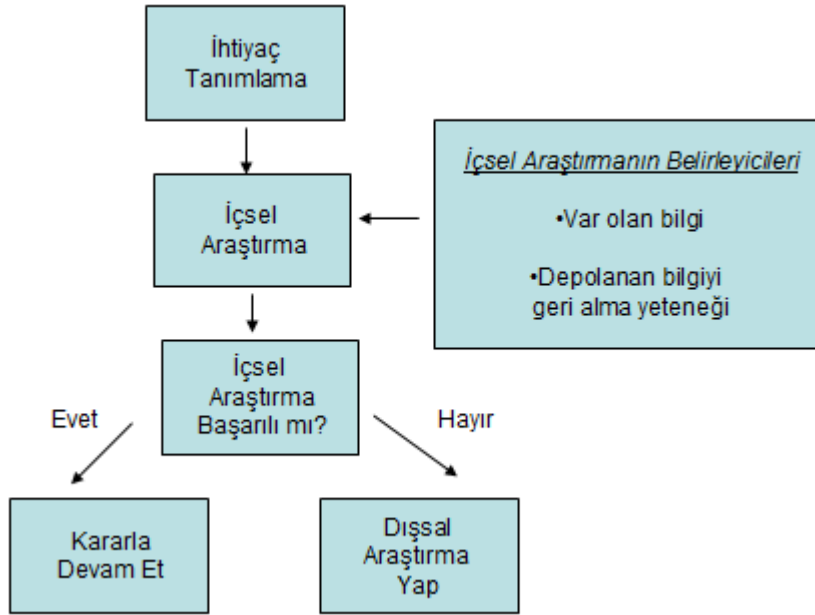 İhtiyaç
Tanımlama
İçsel
Araştırma
İçsel Araştırmanın Belirleyicileri
•Var olan bilgi
•Depolanan bilgiyi
geri alma yeteneği
İçsel
Araştırma
Başarılı mı?
Evet
Hayır
Kararla
Devam Et
Dışsal
Araştırma
Yap